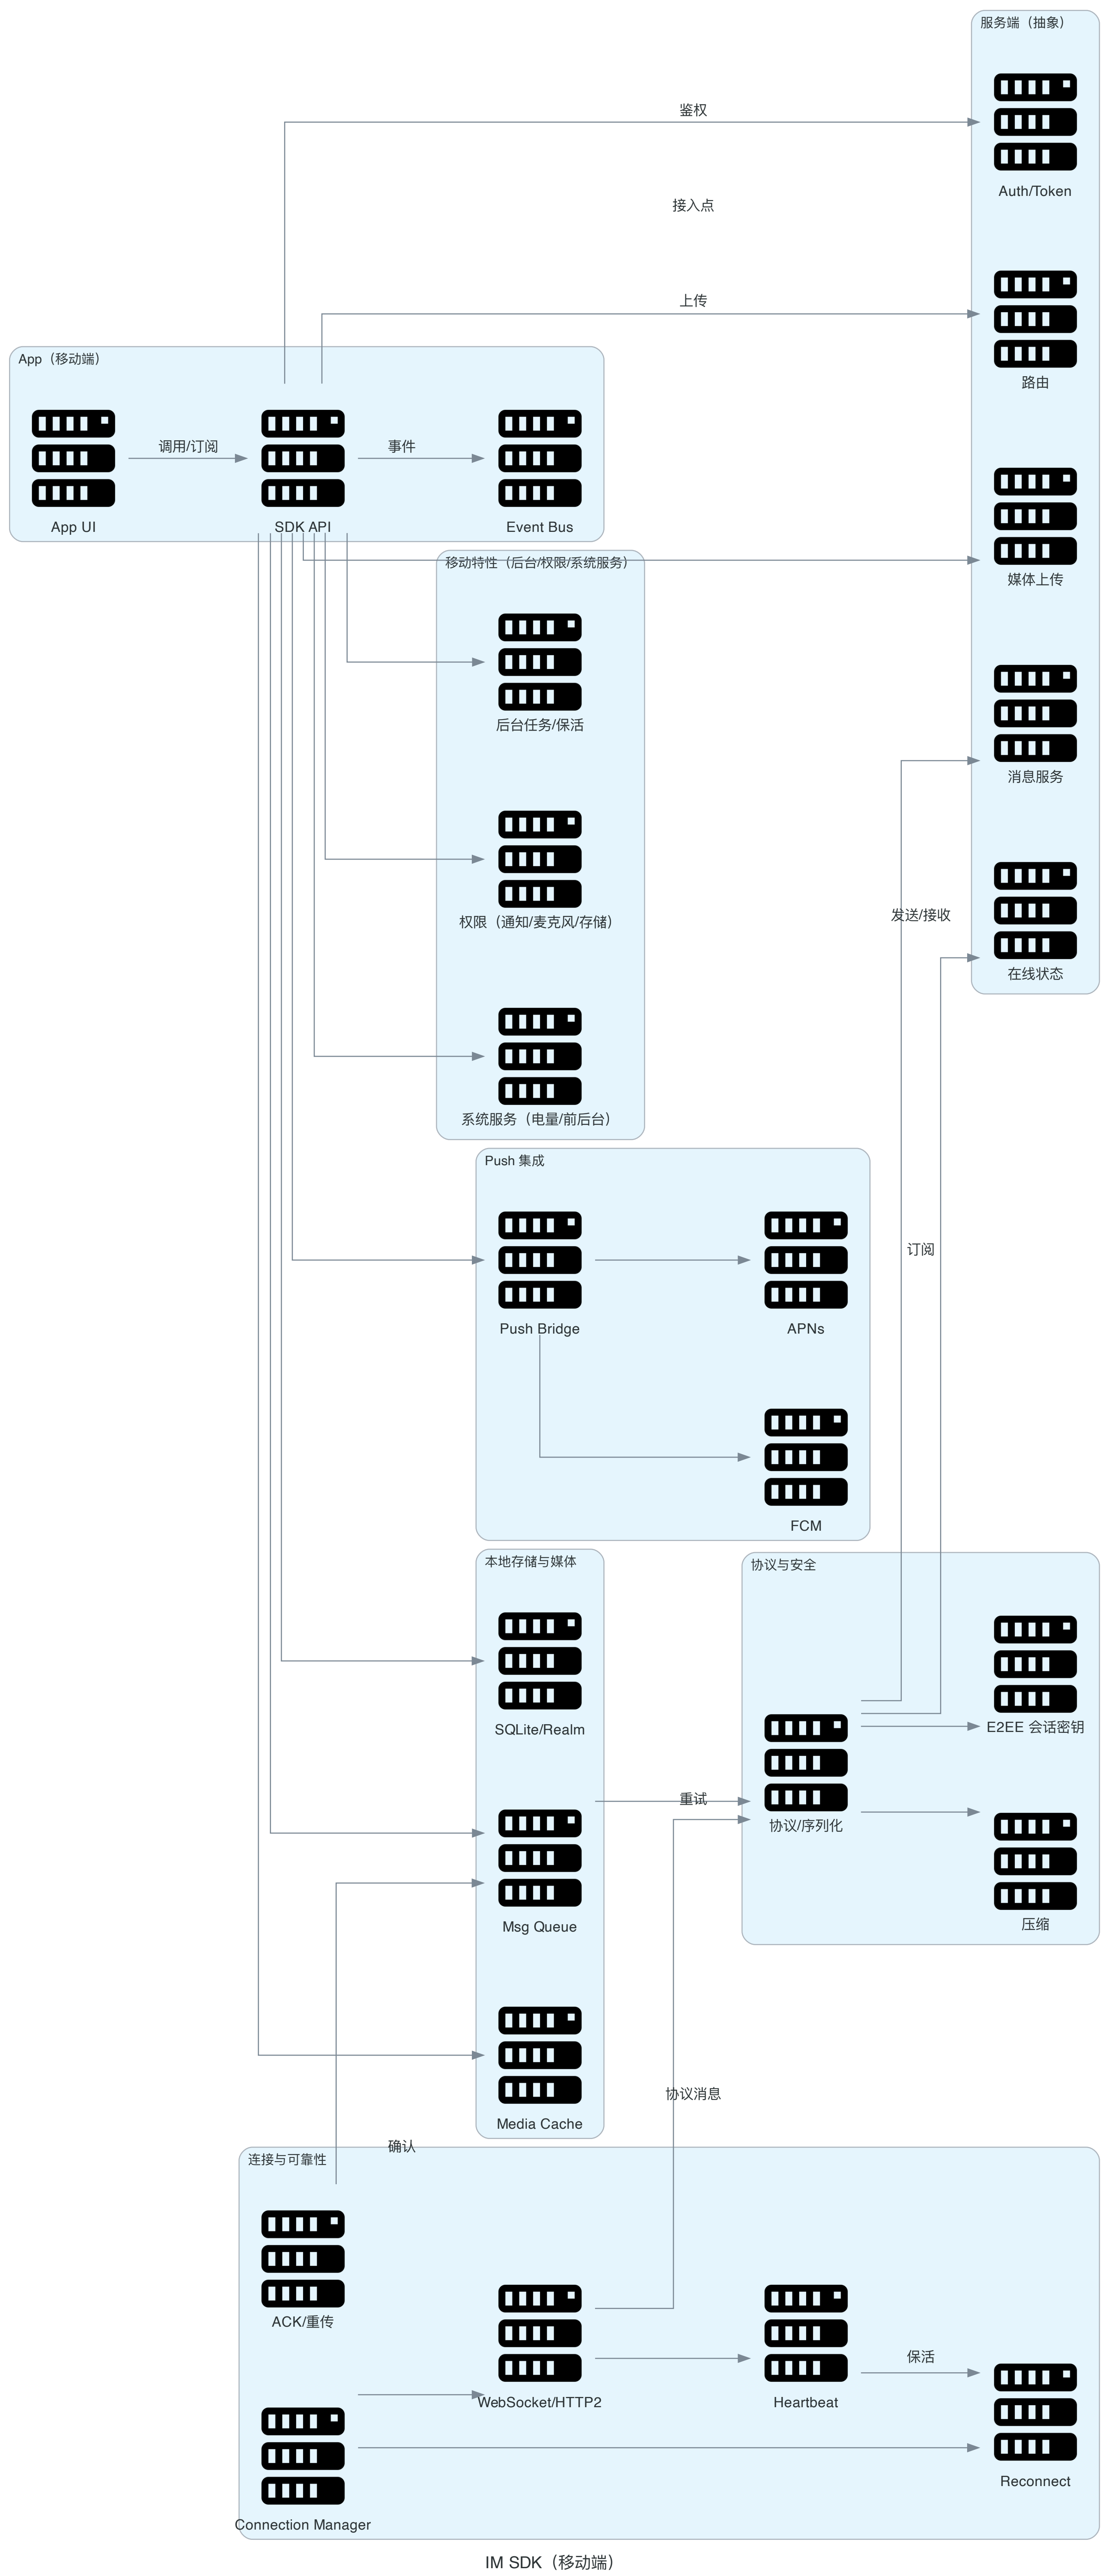 服务端（抽象）
鉴权
Auth/Token
接入点
上传
路由
App（移动端）
调用/订阅
事件
App UI
SDK API
Event Bus
移动特性（后台/权限/系统服务）
媒体上传
后台任务/保活
消息服务
权限（通知/麦克风/存储）
发送/接收
在线状态
系统服务（电量/前后台）
Push 集成
订阅
Push Bridge
APNs
FCM
本地存储与媒体
协议与安全
SQLite/Realm
E2EE 会话密钥
重试
协议/序列化
Msg Queue
压缩
协议消息
Media Cache
确认
连接与可靠性
ACK/重传
保活
WebSocket/HTTP2
Heartbeat
Reconnect
Connection Manager
IM SDK（移动端）